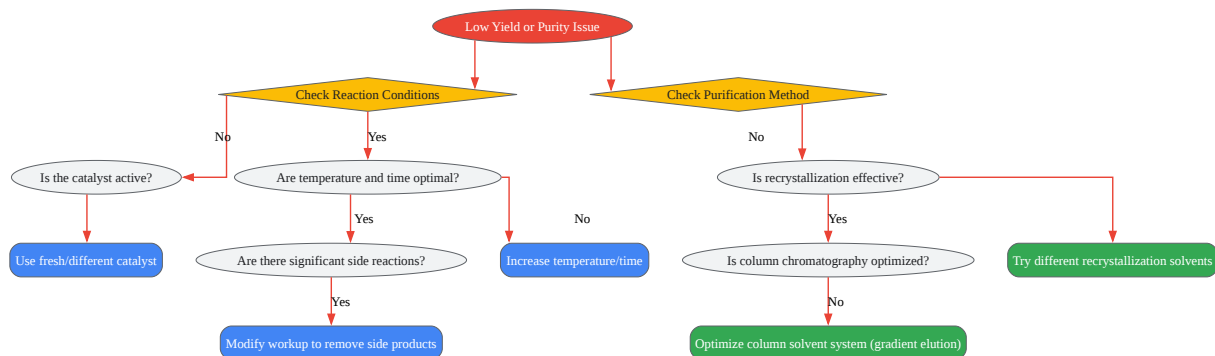 Low Yield or Purity Issue
Check Reaction Conditions
Check Purification Method
No
Yes
No
Is the catalyst active?
Are temperature and time optimal?
Is recrystallization effective?
Yes
No
Yes
Use fresh/different catalyst
Are there significant side reactions?
Increase temperature/time
Is column chromatography optimized?
Try different recrystallization solvents
Yes
No
Modify workup to remove side products
Optimize column solvent system (gradient elution)